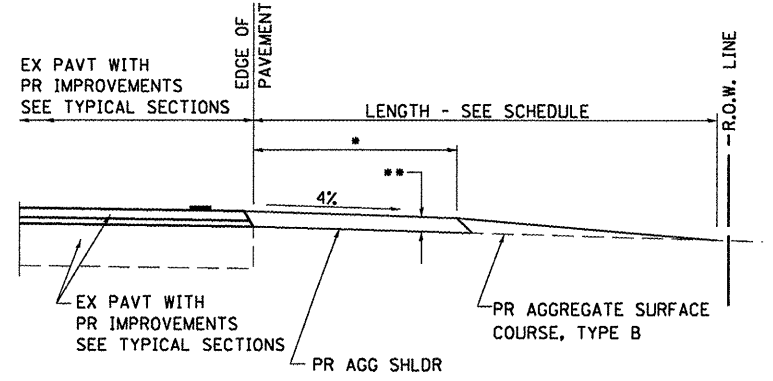 EX PAVT WITH
PR IMPROVEMENTS
SEE TYPICAL SECTIONS
EDGE OF
PAVEMENT
LENGTH - SEE SCHEDULE
R.O.W. LINE
*
**
4%
EX PAVT WITH
PR IMPROVEMENTS
SEE TYPICAL SECTIONS
PR AGG SHLDR
PR AGGREGATE SURFACE
COURSE, TYPE B